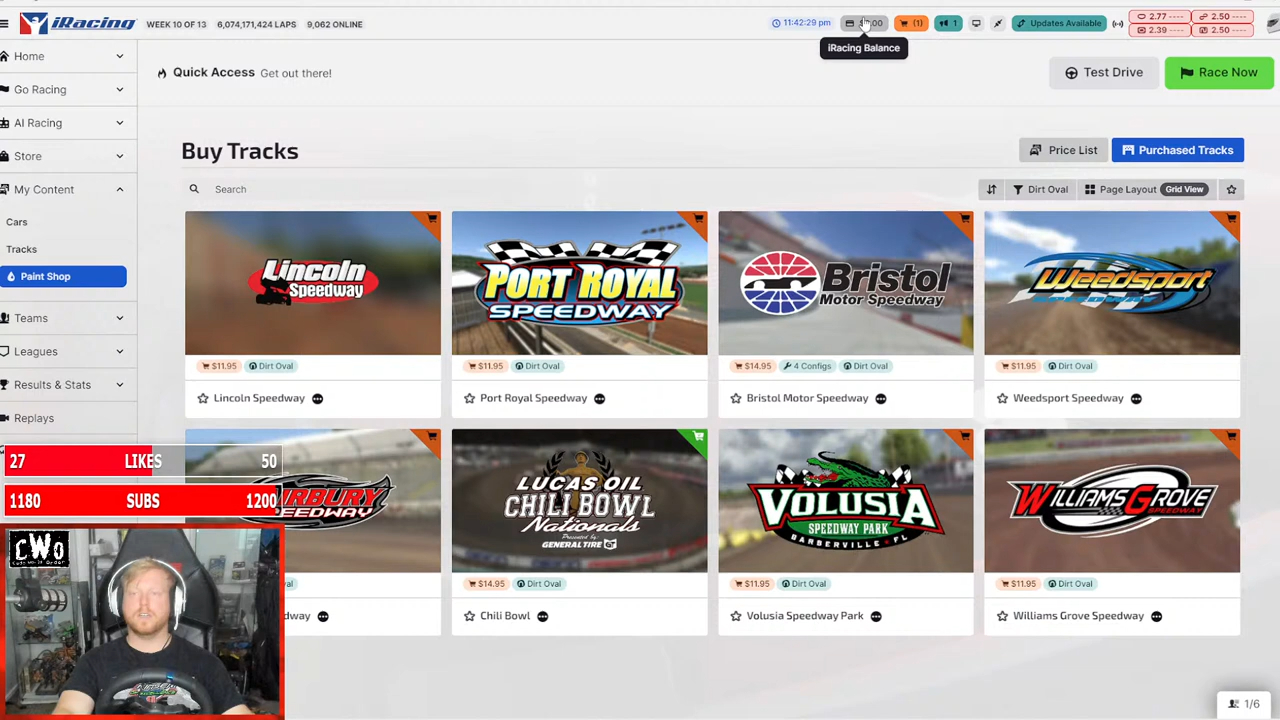 iRacing WEEK 10 OF 13 6,074,171,424 LAPS 9,062 ONLINE 11:42:29 pm (1) 1 Updates Available 2.77 ---- 2.50 ----
2.39 ---- 2.50 ----
iRacing Balance
Home
Go Racing
AI Racing
Store
My Content
Cars
Tracks
Paint Shop
Teams
Leagues
Results & Stats
Replays
Quick Access Get out there! Test Drive Race Now
Buy Tracks Price List Purchased Tracks
Search Dirt Oval Page Layout Grid View
Lincoln
Speedway
$11.95 Dirt Oval
Lincoln Speedway
PORT ROYAL
SPEEDWAY
$11.95 Dirt Oval
Port Royal Speedway
Bristol
Motor Speedway
$14.95 4 Configs Dirt Oval
Bristol Motor Speedway
Weedsport
SPEEDWAY
$11.95 Dirt Oval
Weedsport Speedway
LUCAS OIL
CHILI BOWL
Nationals
Presented by
GENERAL TIRE
$14.95 Dirt Oval
Chili Bowl
VOLUSIA
SPEEDWAY PARK
BARBERVILLE FL
$11.95 Dirt Oval
Volusia Speedway Park
WILLIAMS GROVE
SPEEDWAY
$11.95 Dirt Oval
Williams Grove Speedway
27 LIKES 50
1180 SUBS 1200
CWO
1/6